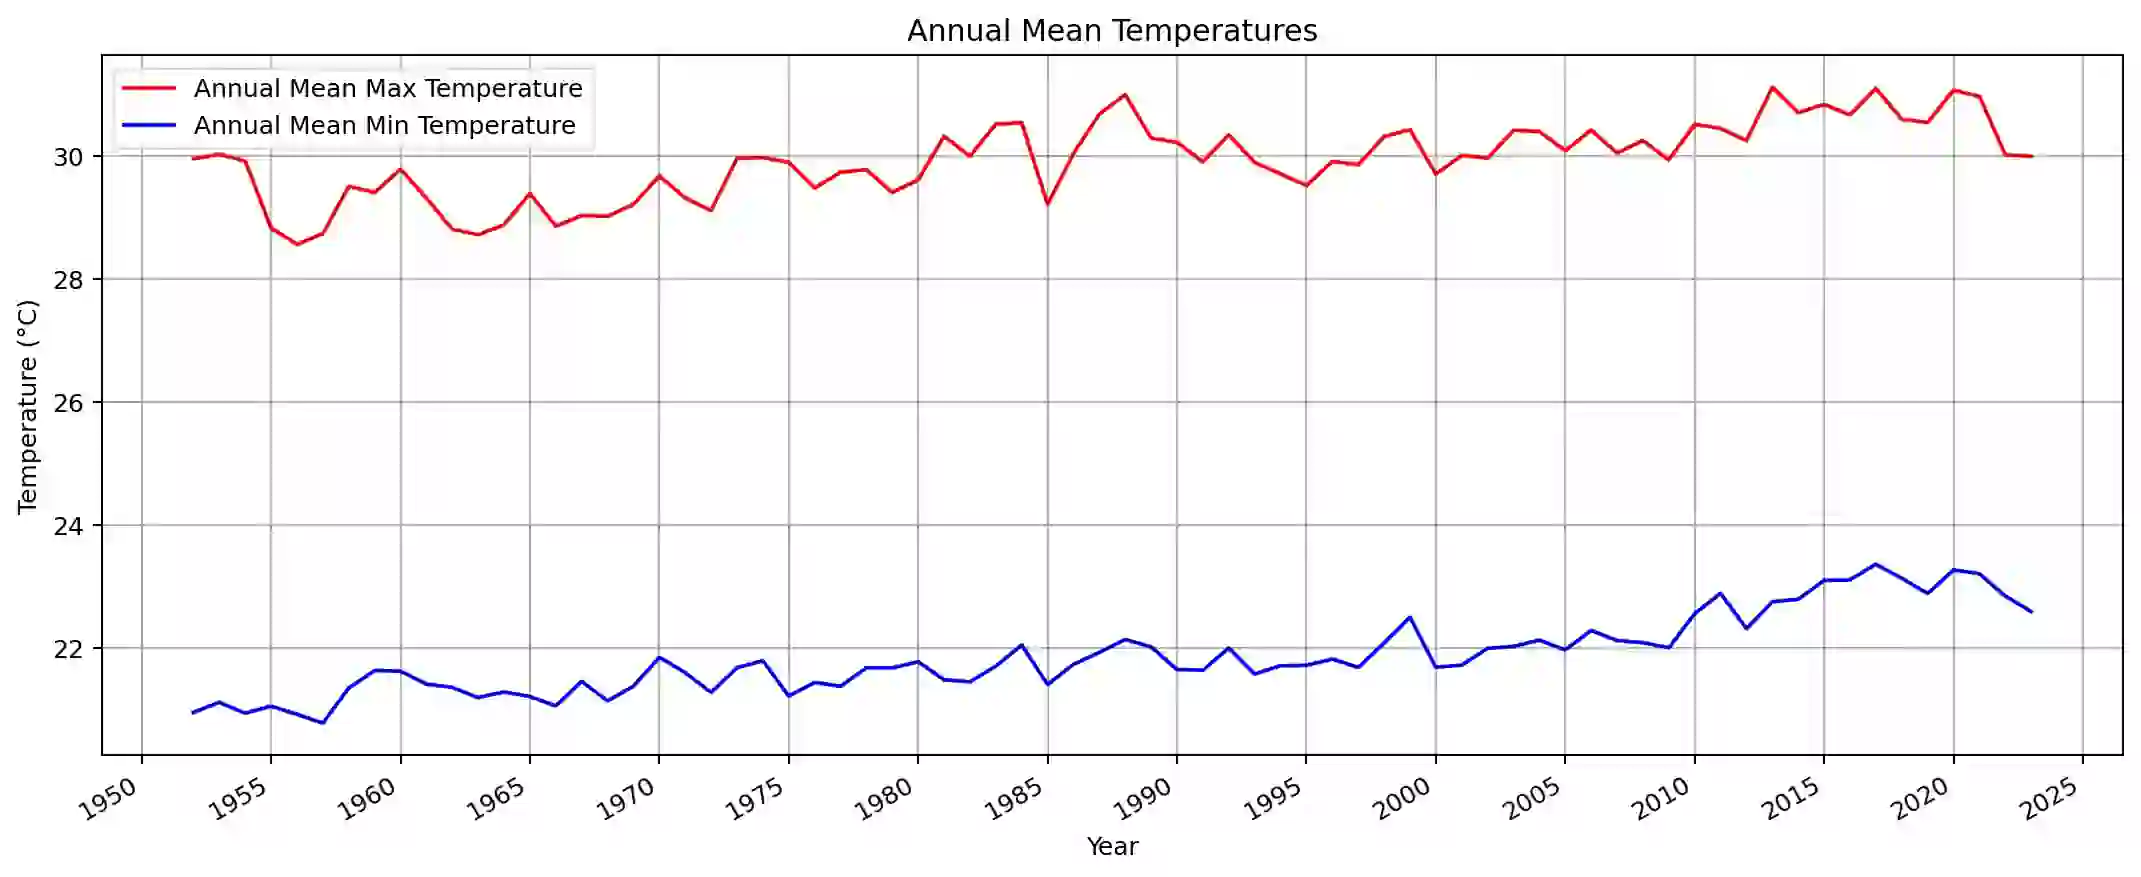 Annual Mean Temperatures
Annual Mean Max Temperature
Annual Mean Min Temperature
30
28
26
24
22
Temperature (°C)
1950 1955 1960 1965 1970 1975 1980 1985 1990 1995 2000 2005 2010 2015 2020 2025
Year